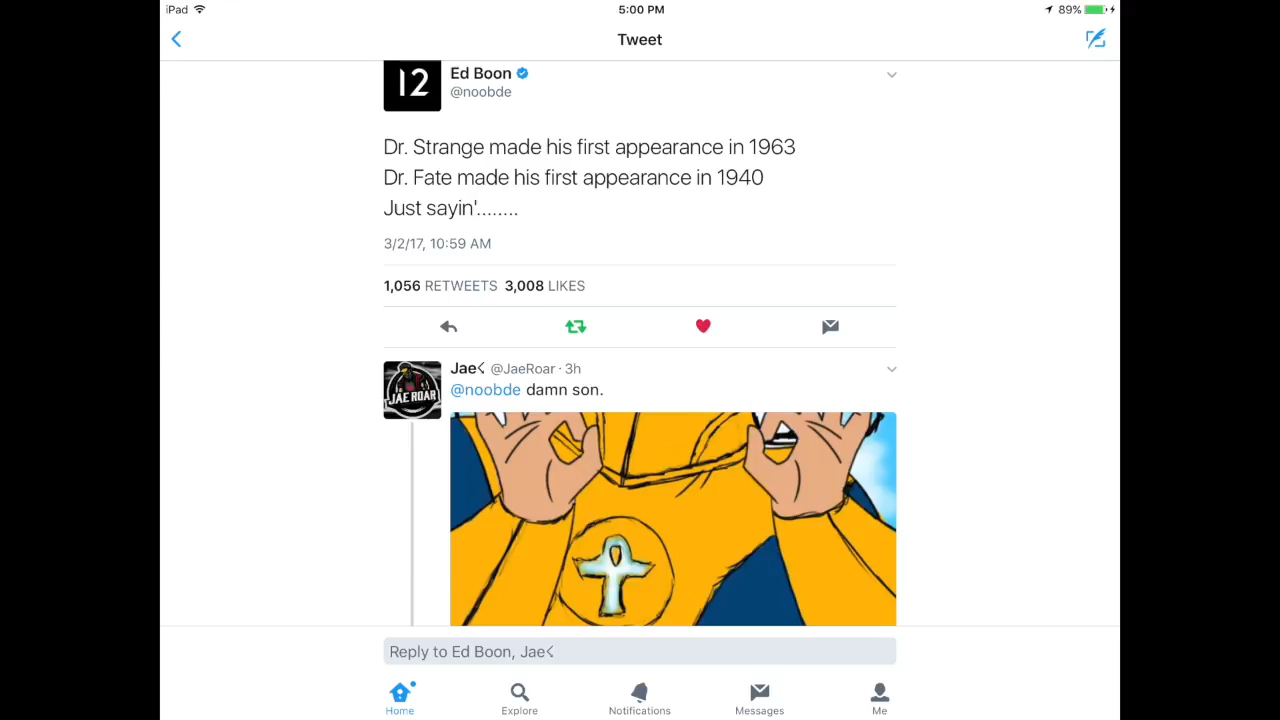 iPad 5:00 PM 89%
Tweet
12
Ed Boon
@noobde
Dr. Strange made his first appearance in 1963
Dr. Fate made his first appearance in 1940
Just sayin'........
3/2/17, 10:59 AM
1,056 RETWEETS 3,008 LIKES
Jae☇ @JaeRoar · 3h
JAE ROAR
@noobde damn son.
Reply to Ed Boon, Jae☇
Home Explore Notifications Messages Me